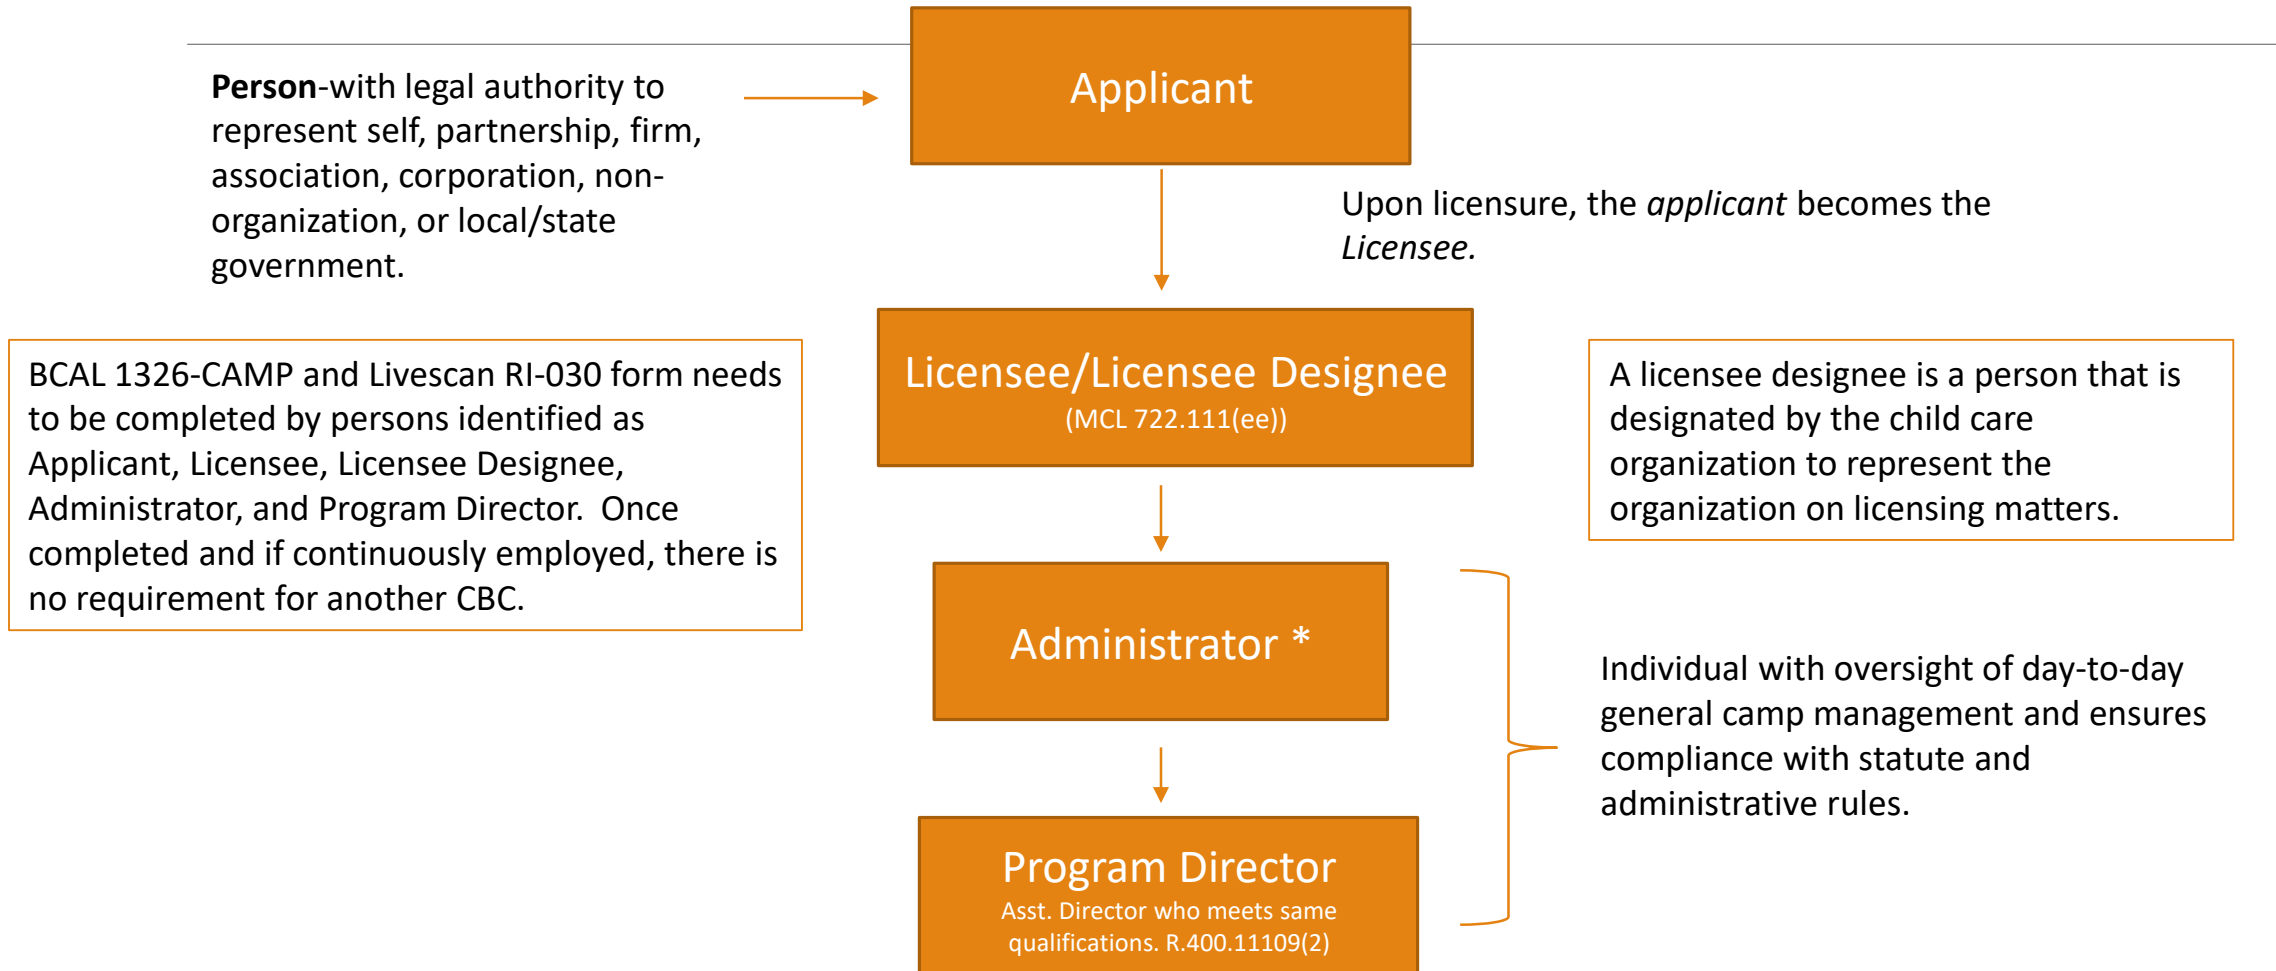 Applicant
Person-with legal authority to
represent self, partnership, firm,
association, corporation, non-
organization, or local/state
government.
Upon licensure, the applicant becomes the
Licensee.
Licensee/Licensee Designee
(MCL 722.111(ee))
BCAL 1326-CAMP and Livescan RI-030 form needs
to be completed by persons identified as
Applicant, Licensee, Licensee Designee,
Administrator, and Program Director. Once
completed and if continuously employed, there is
no requirement for another CBC.
A licensee designee is a person that is
designated by the child care
organization to represent the
organization on licensing matters.
Administrator *
Individual with oversight of day-to-day
general camp management and ensures
compliance with statute and
administrative rules.
Program Director
Asst. Director who meets same
qualifications. R.400.11109(2)